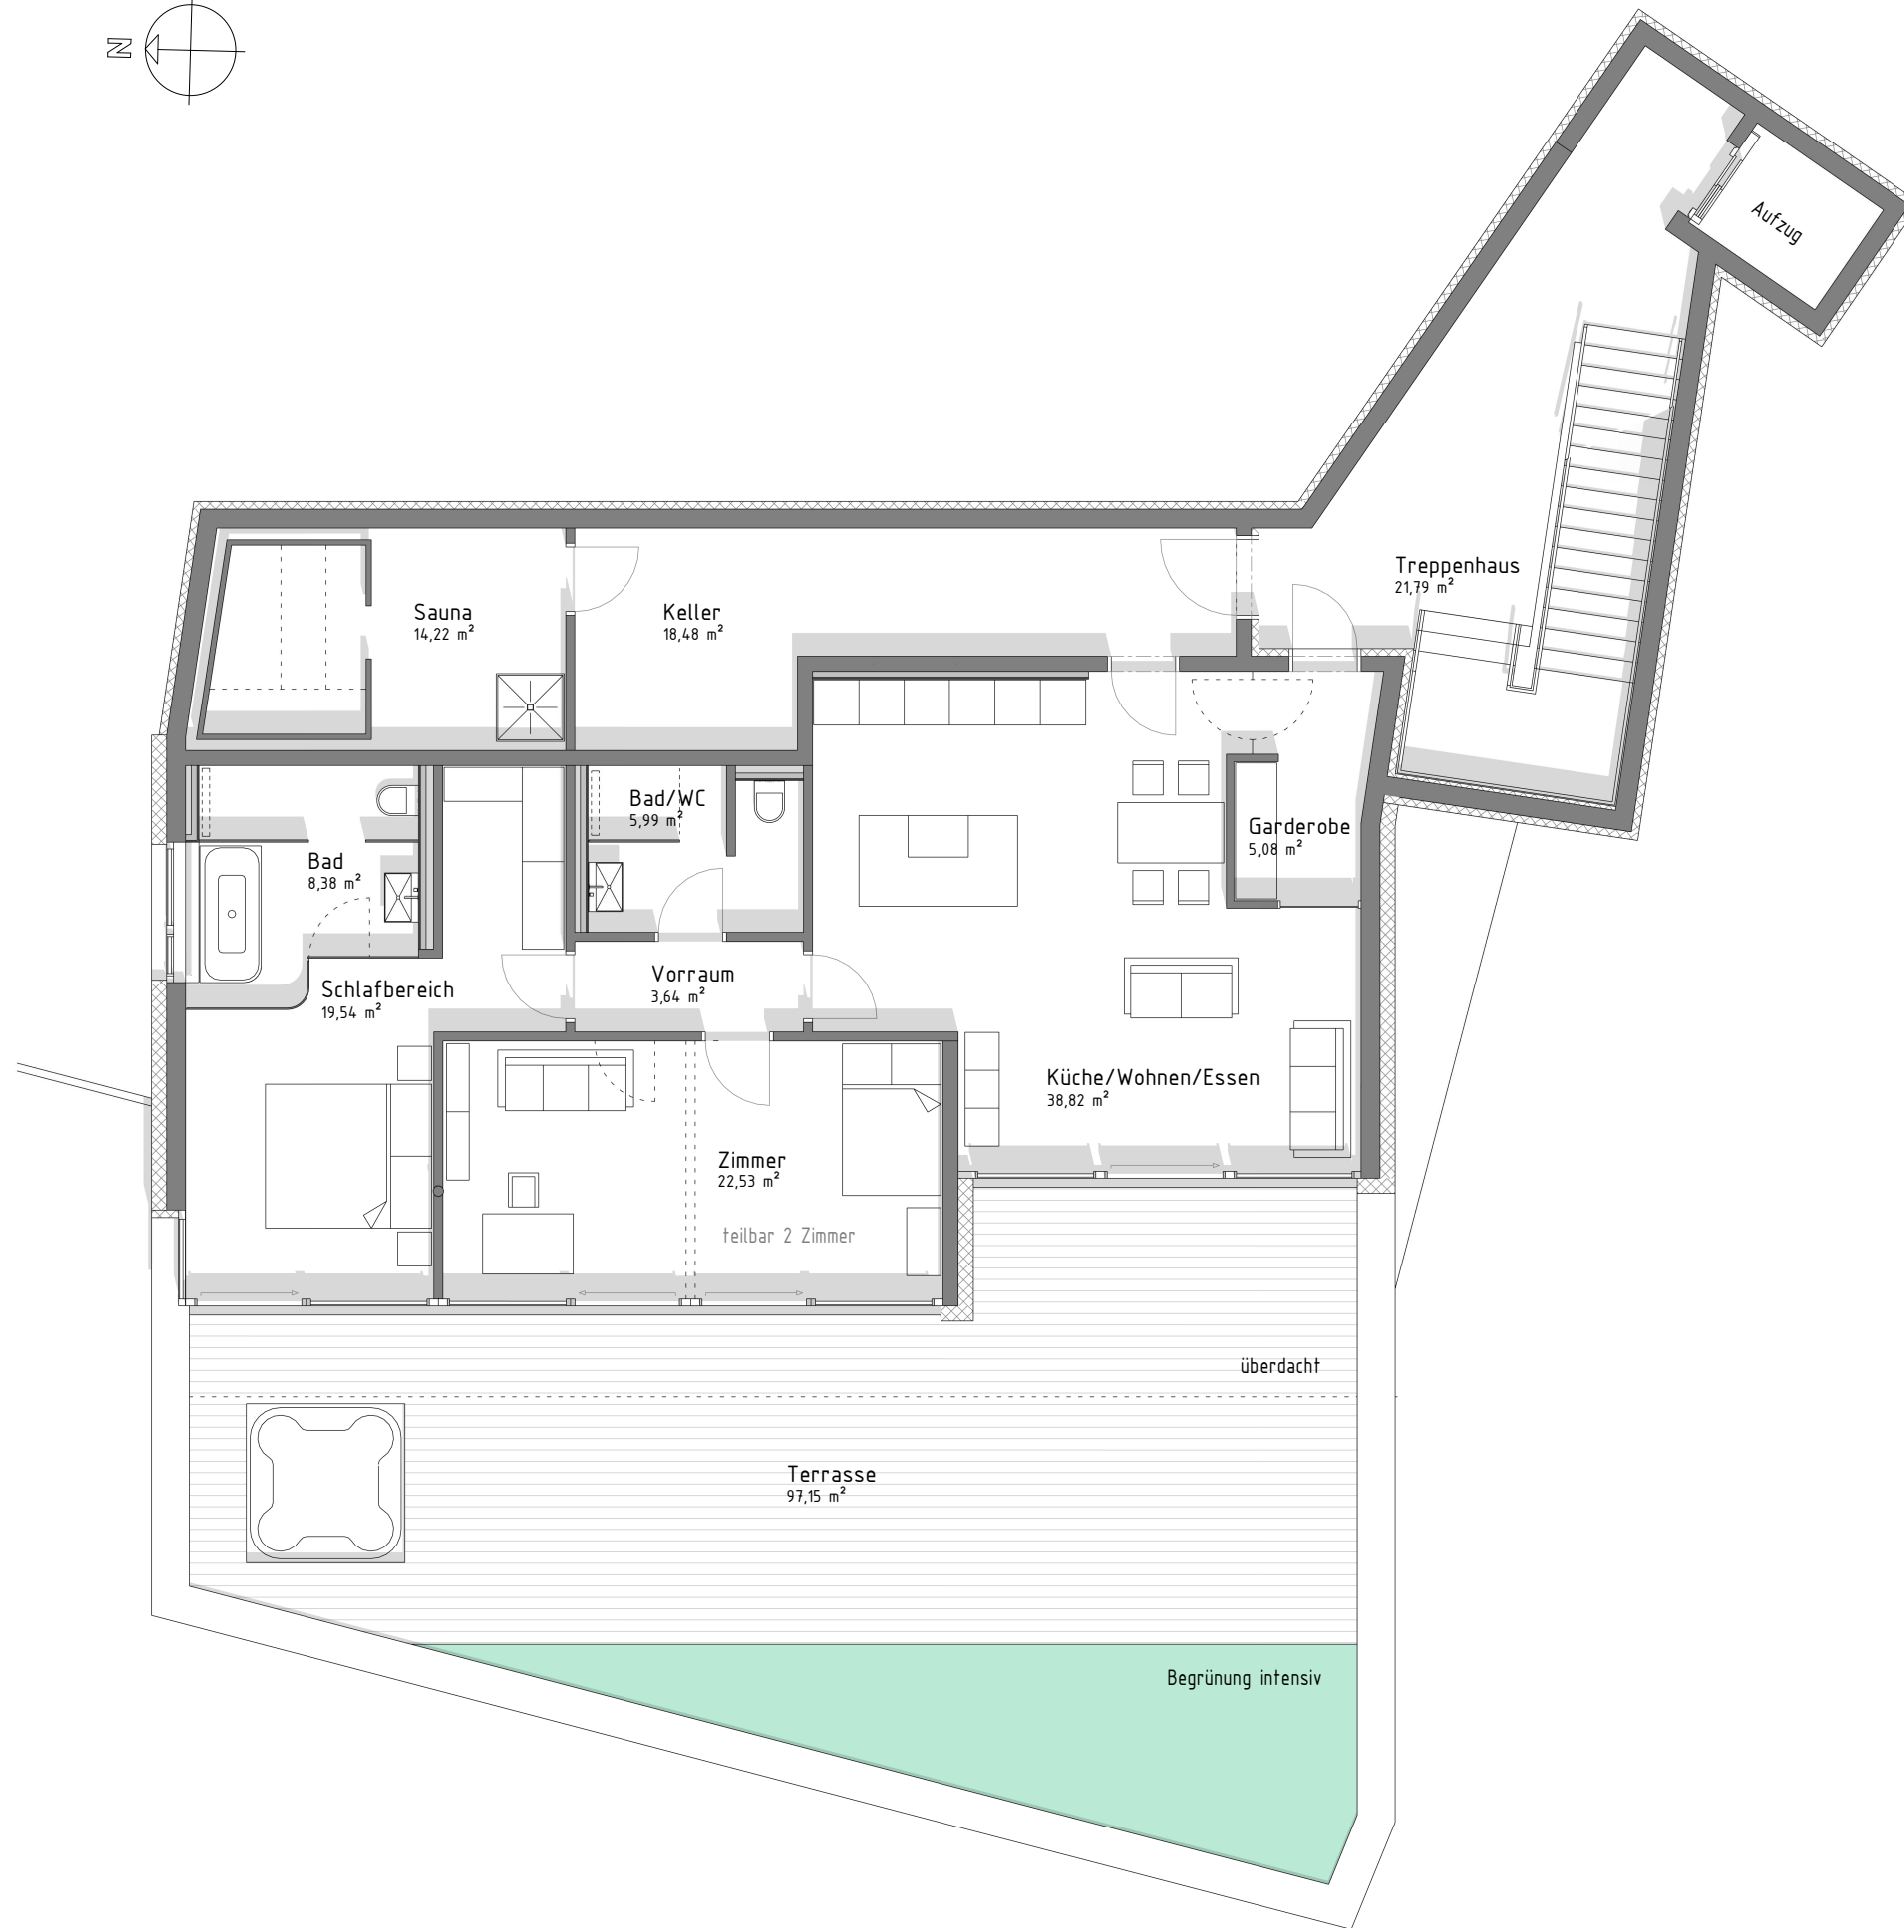 N
Aufzug
Treppenhaus
21,79 m²
Sauna
14,22 m²
Keller
18,48 m²
Bad/WC
5,99 m²
Garderobe
5,08 m²
Bad
8,38 m²
Vorraum
3,64 m²
Schlafbereich
19,54 m²
Küche/Wohnen/Essen
38,82 m²
Zimmer
22,53 m²
teilbar 2 Zimmer
überdacht
Terrasse
97,15 m²
Begrünung intensiv